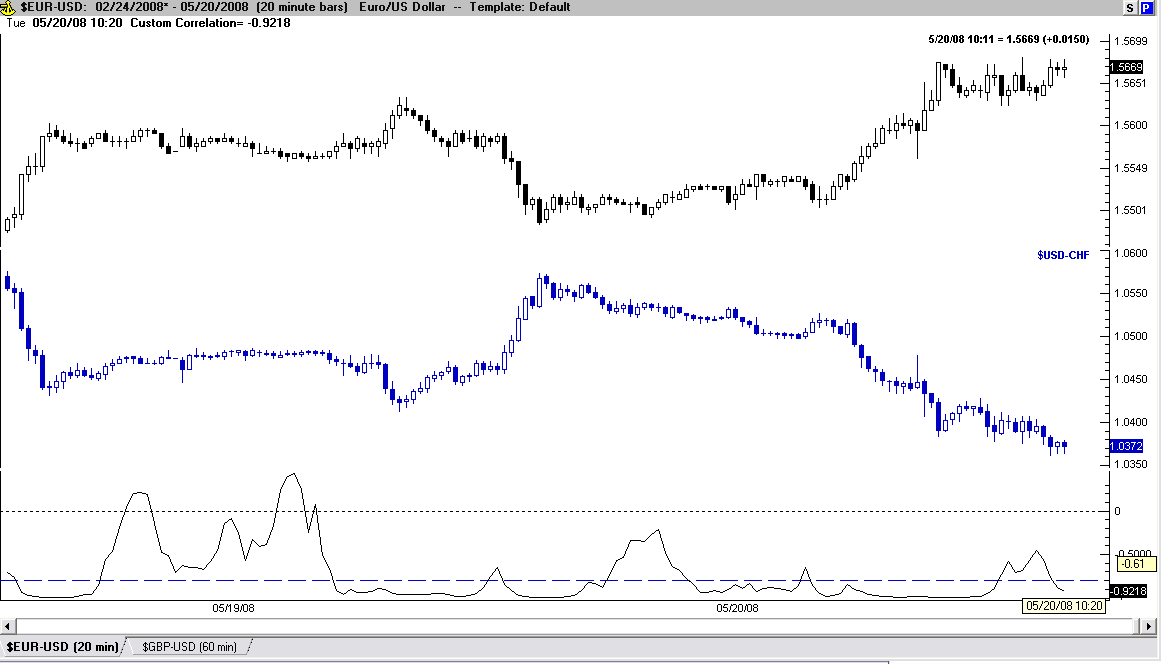 $EUR-USD: 02/24/2008* - 05/20/2008 (20 minute bars) Euro/US Dollar -- Template: Default
S P
Tue 05/20/08 10:20 Custom Correlation= -0.9218
5/20/08 10:11 = 1.5669 (+0.0150)
1.5699
1.5669
1.5651
1.5600
1.5549
1.5501
$USD-CHF
1.0600
1.0550
1.0500
1.0450
1.0400
1.0372
1.0350
0
-0.5000
-0.61
-0.9218
05/19/08
05/20/08
05/20/08 10:20
$EUR-USD (20 min)
$GBP-USD (60 min)